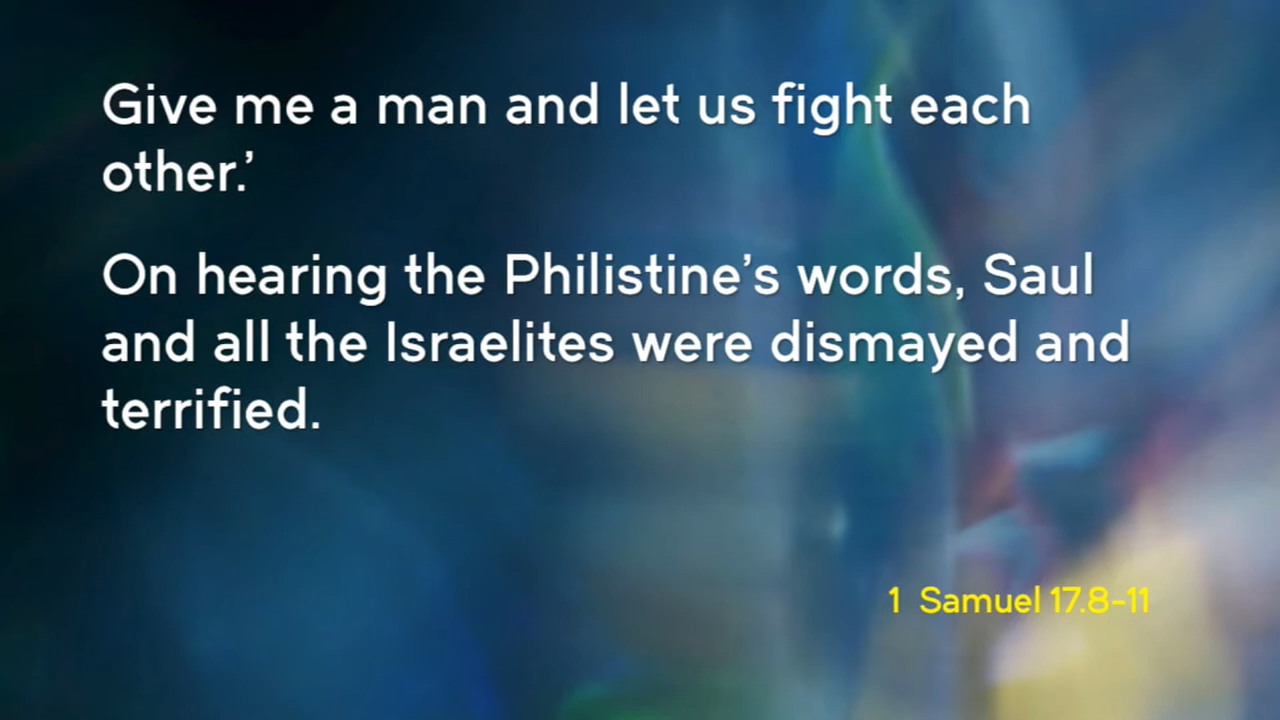 Give me a man and let us fight each
other.’
On hearing the Philistine’s words, Saul
and all the Israelites were dismayed and
terrified.
1 Samuel 17.8-11